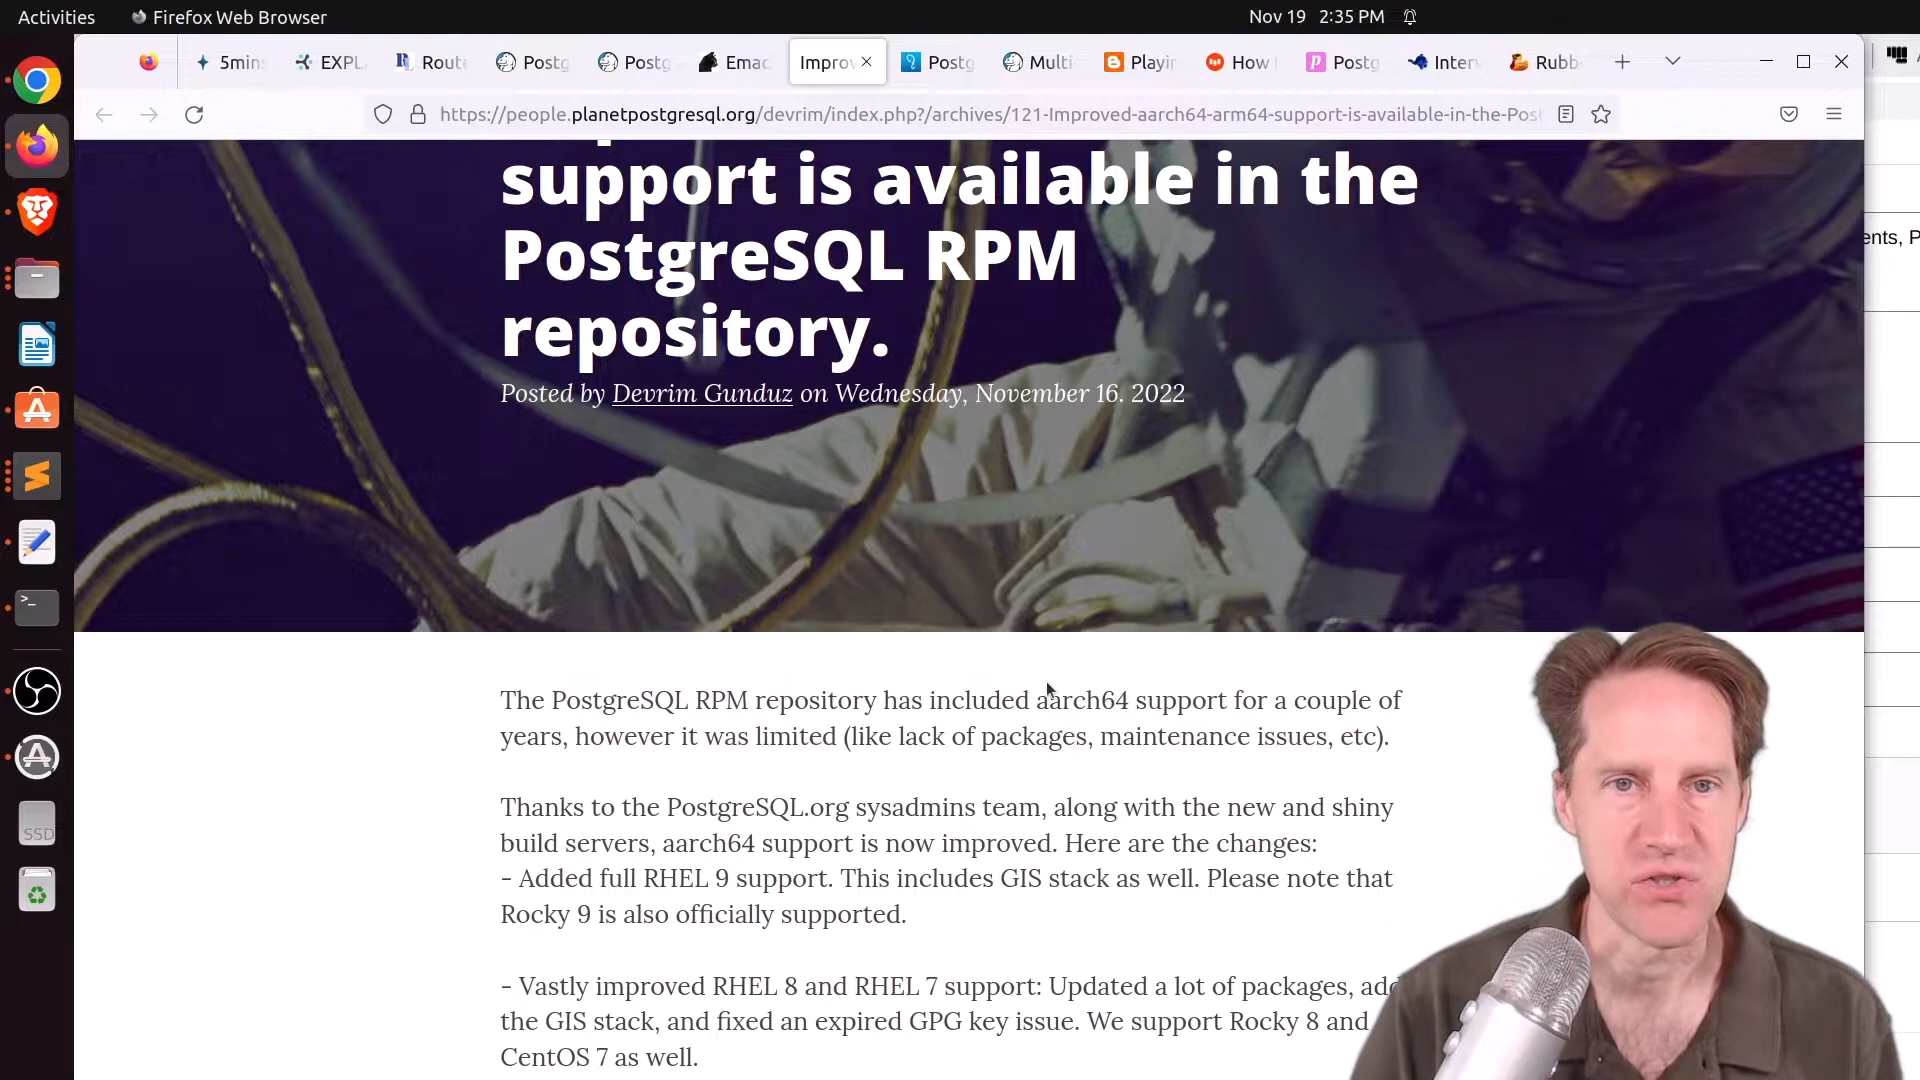 Activities
Firefox Web Browser
Nov 19 2:35 PM
5min
EXPL
Route
Postg
Postg
Emac
Improv
Postg
Multi
Playin
How
Postg
Inter
Rubb
https://people.planetpostgresql.org/devrim/index.php?/archives/121-Improved-aarch64-arm64-support-is-available-in-the-Pos
support is available in the
PostgreSQL RPM
repository.
Posted by Devrim Gunduz on Wednesday, November 16. 2022
ents, P
The PostgreSQL RPM repository has included aarch64 support for a couple of
years, however it was limited (like lack of packages, maintenance issues, etc).
Thanks to the PostgreSQL.org sysadmins team, along with the new and shiny
build servers, aarch64 support is now improved. Here are the changes:
- Added full RHEL 9 support. This includes GIS stack as well. Please note that
Rocky 9 is also officially supported.
- Vastly improved RHEL 8 and RHEL 7 support: Updated a lot of packages, add
the GIS stack, and fixed an expired GPG key issue. We support Rocky 8 and
CentOS 7 as well.
SSD